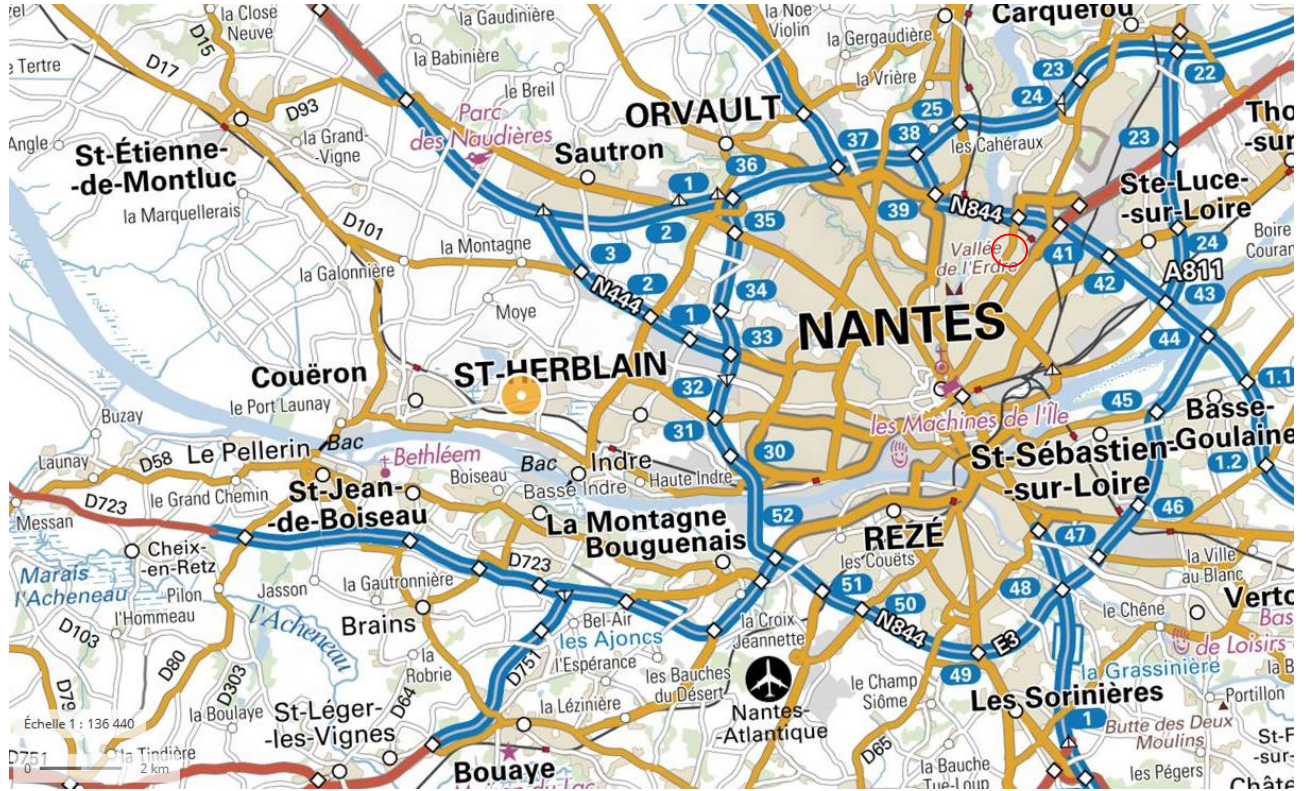 la Close
Neuve
D15
e Tertre
D17
la Gaudinière
la Babinière
la Noë
Violin
la Gergaudière
Carquefou
la Vrière
23
22
24
25
le Breil
D93
Parc
des Naudières
ORVAULT
38
37
les Cahéraux
23
Tho
-sur
Angle
St-Étienne-
-de-Montluc
la Grand-
-Vigne
Sautron
36
1
2
35
39
N844
Ste-Luce-
-sur-Loire
la Marquellerais
D101
la Montagne
3
Vallée
de l'Erdre
41
42
24
A811
43
Boire
Couran
la Galonnière
N444
2
34
1
33
Moye
NANTES
44
Couëron
ST-HERBLAIN
32
1.1
Buzay
le Port Launay
31
les Machines de l'Île
45
Basse-
-Goulaine
Launay
D58
Le Pellerin
Bac
Bethléem
Boiseau
Bac
Indre
Basse Indre
Haute Indre
30
St-Sébastien-
-sur-Loire
1.2
le Grand Chemin
D723
St-Jean-
-de-Boiseau
Messan
La Montagne
Bouguenais
52
REZÉ
46
47
Cheix-
-en-Retz
D723
les Couëts
la Ville
au Blanc
Marais
l'Acheneau
Pilon
l'Hommeau
Jasson
la Gautronnière
51
50
48
le Chêne
Verto
l'Acheneau
Brains
Bel-Air
les Ajoncs
la Croix
Jeannette
N844
E3
Bas
de Loisirs
D103
D80
D303
la
Robrie
D751
l'Espérance
les Bauches
du Désert
49
la Grassinière
la B
D79
la Boulaye
D64
la Lézinière
le Champ
Siôme
Les Sorinières
Portillon
Échelle 1 : 136 440
St-Léger-
-les-Vignes
Nantes-
-Atlantique
D65
1
Butte des Deux
Moulins
St-F
-sur-
D751
la Tindière
0
2 km
Bouaye
Maison du Lac
la Bauche
Tue-Loup
les Pégers
Châte